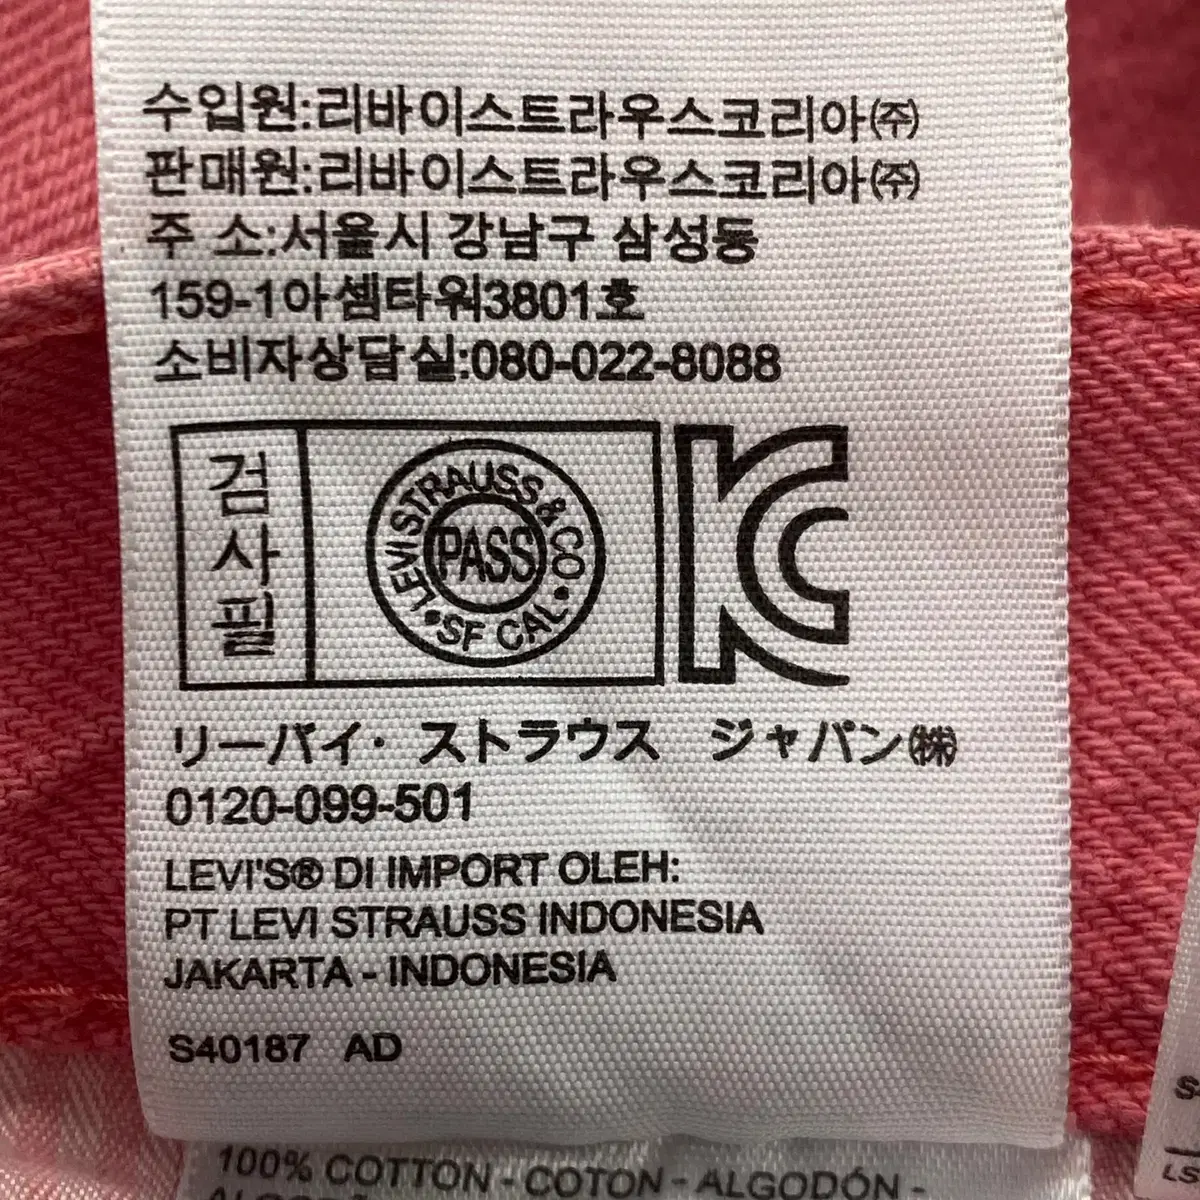 수입원:리바이스트라우스코리아㈜
판매원:리바이스트라우스코리아㈜
주 소:서울시 강남구 삼성동
159-1아셈타워3801호
소비자상담실:080-022-8088
검사필
LEVI STRAUSS & CO
PASS
SF CAL
KC
リーバイ・ストラウス ジャパン㈱
0120-099-501
LEVI'S® DI IMPORT OLEH:
PT LEVI STRAUSS INDONESIA
JAKARTA - INDONESIA
S40187 AD
100% COTTON - COTON - ALGODÓN -